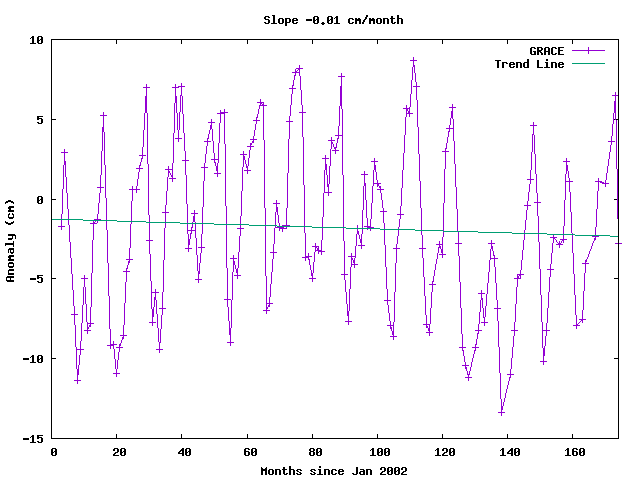 Slope -0.01 cm/month
GRACE
Trend Line
10
5
0
-5
-10
-15
Anomaly (cm)
0 20 40 60 80 100 120 140 160
Months since Jan 2002